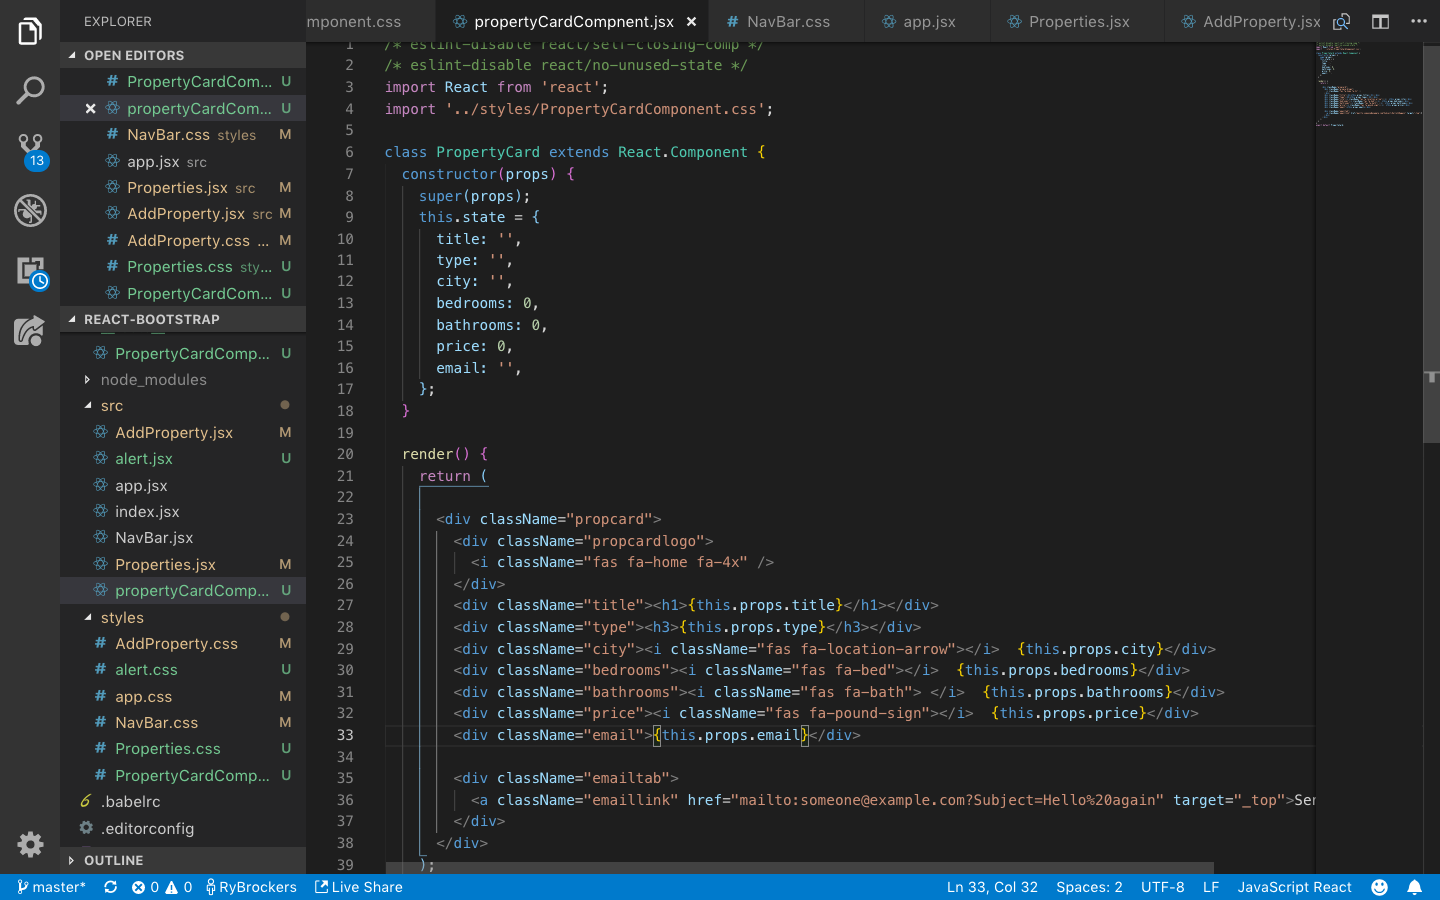 EXPLORER
OPEN EDITORS
# PropertyCardCom... U
propertyCardCom... U
# NavBar.css styles M
app.jsx src
Properties.jsx src M
AddProperty.jsx src M
# AddProperty.css ... M
# Properties.css sty... U
PropertyCardCom... U
REACT-BOOTSTRAP
PropertyCardComp... U
node_modules
src
AddProperty.jsx M
alert.jsx U
app.jsx
index.jsx
NavBar.jsx
Properties.jsx M
propertyCardComp... U
styles
# AddProperty.css M
# alert.css U
# app.css M
# NavBar.css M
# Properties.css U
# PropertyCardComp... U
.babelrc
.editorconfig
OUTLINE
13
mponent.css propertyCardCompnent.jsx × # NavBar.css app.jsx Properties.jsx AddProperty.jsx
1 /* eslint-disable react/self-closing-comp */
2 /* eslint-disable react/no-unused-state */
3 import React from 'react';
4 import '../styles/PropertyCardComponent.css';
5
6 class PropertyCard extends React.Component {
7   constructor(props) {
8     super(props);
9     this.state = {
10       title: '',
11       type: '',
12       city: '',
13       bedrooms: 0,
14       bathrooms: 0,
15       price: 0,
16       email: '',
17     };
18   }
19
20   render() {
21     return (
22
23       <div className="propcard">
24         <div className="propcardlogo">
25           <i className="fas fa-home fa-4x" />
26         </div>
27         <div className="title"><h1>{this.props.title}</h1></div>
28         <div className="type"><h3>{this.props.type}</h3></div>
29         <div className="city"><i className="fas fa-location-arrow"></i>  {this.props.city}</div>
30         <div className="bedrooms"><i className="fas fa-bed"></i>  {this.props.bedrooms}</div>
31         <div className="bathrooms"><i className="fas fa-bath"> </i>  {this.props.bathrooms}</div>
32         <div className="price"><i className="fas fa-pound-sign"></i>  {this.props.price}</div>
33         <div className="email">{this.props.email}</div>
34
35         <div className="emailtab">
36           <a className="emaillink" href="mailto:someone@example.com?Subject=Hello%20again" target="_top">Ser
37         </div>
38       </div>
39     );
master* 0 0 RyBrockers Live Share Ln 33, Col 32 Spaces: 2 UTF-8 LF JavaScript React